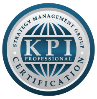 STRATEGY MANAGEMENT GROUP
KPI
PROFESSIONAL
CERTIFICATION